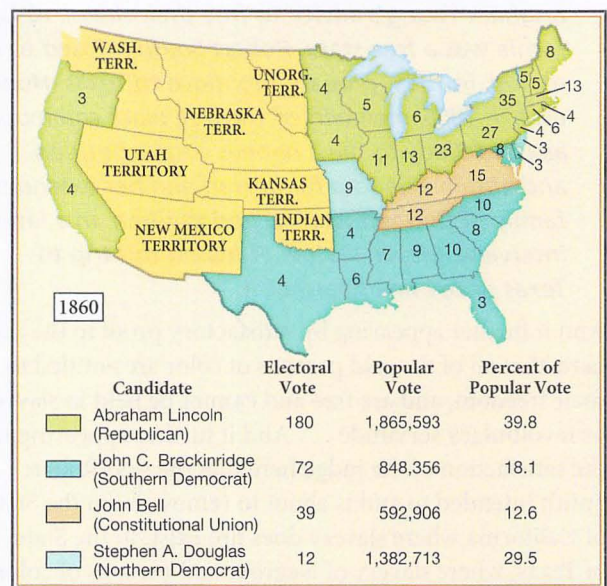 WASH.
TERR.
UNORG.
TERR.
NEBRASKA
TERR.
UTAH
TERRITORY
KANSAS
TERR.
NEW MEXICO
TERRITORY
INDIAN
TERR.
3
4
4
4
5
6
11
13
23
27
35
5
5
8
13
4
6
4
3
8
3
9
12
15
12
10
4
8
4
6
7
9
10
3
1860
Candidate Electoral Vote Popular Vote Percent of Popular Vote
Abraham Lincoln
(Republican) 180 1,865,593 39.8
John C. Breckinridge
(Southern Democrat) 72 848,356 18.1
John Bell
(Constitutional Union) 39 592,906 12.6
Stephen A. Douglas
(Northern Democrat) 12 1,382,713 29.5